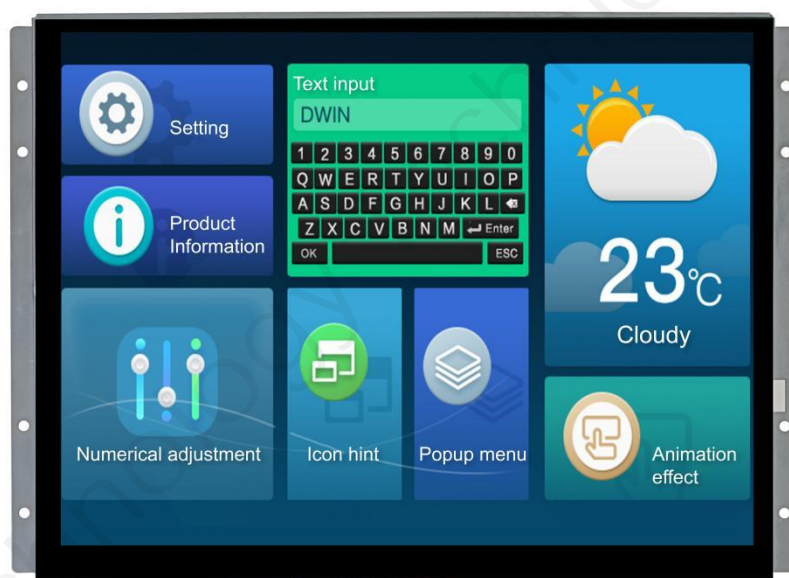 Setting
Product
Information
Text input
DWIN
1 2 3 4 5 6 7 8 9 0
Q W E R T Y U I O P
A S D F G H J K L
Z X C V B N M Enter
OK ESC
23℃
Cloudy
Numerical adjustment
Icon hint
Popup menu
Animation
effect